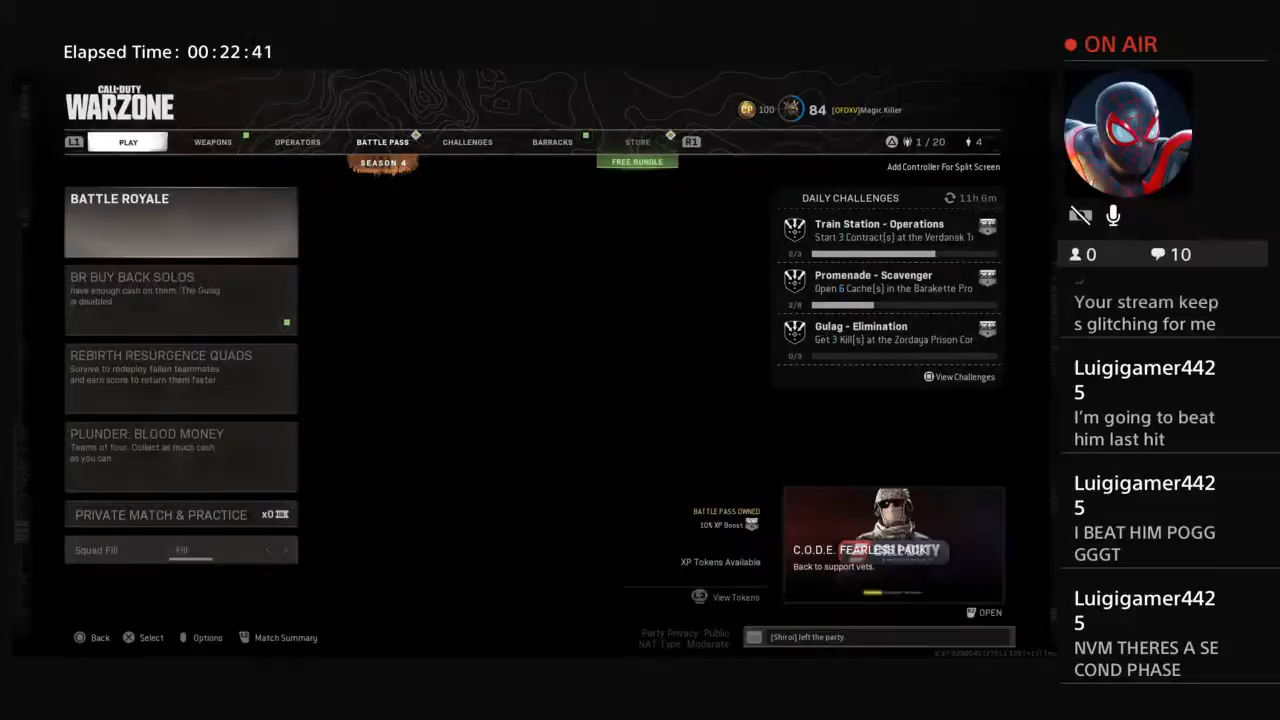 Elapsed Time: 00:22:41
ON AIR
CALL OF DUTY
WARZONE
CP 100 84 [OFOXV]Magic Killer
L1 PLAY WEAPONS OPERATORS BATTLE PASS CHALLENGES BARRACKS STORE R1 1 / 20 4
SEASON 4 FREE BUNDLE
Add Controller For Split Screen
BATTLE ROYALE
BR BUY BACK SOLOS
have enough cash on them. The Gulag
is disabled
REBIRTH RESURGENCE QUADS
Survive to redeploy fallen teammates
and earn score to return them faster
PLUNDER: BLOOD MONEY
Teams of four. Collect as much cash
as you can.
PRIVATE MATCH & PRACTICE x0
Squad Fill Fill
DAILY CHALLENGES 11h 6m
Train Station - Operations
Start 3 Contract(s) at the Verdansk Tr
2/3
Promenade - Scavenger
Open 6 Cache(s) in the Barakette Pro
Gulag - Elimination
Get 3 Kill(s) at the Zordaya Prison Cor
0/3
View Challenges
BATTLE PASS OWNED
10% XP Boost
XP Tokens Available
View Tokens
C.O.D.E. FEARLESS PACK
Back to support vets.
OPEN
Back Select Options Match Summary
Party Privacy: Public
NAT Type: Moderate
[Shrroi] left the party.
0 10
Your stream keep
s glitching for me
Luigigamer442
5
I'm going to beat
him last hit
Luigigamer442
5
I BEAT HIM POGG
GGGT
Luigigamer442
5
NVM THERES A SE
COND PHASE